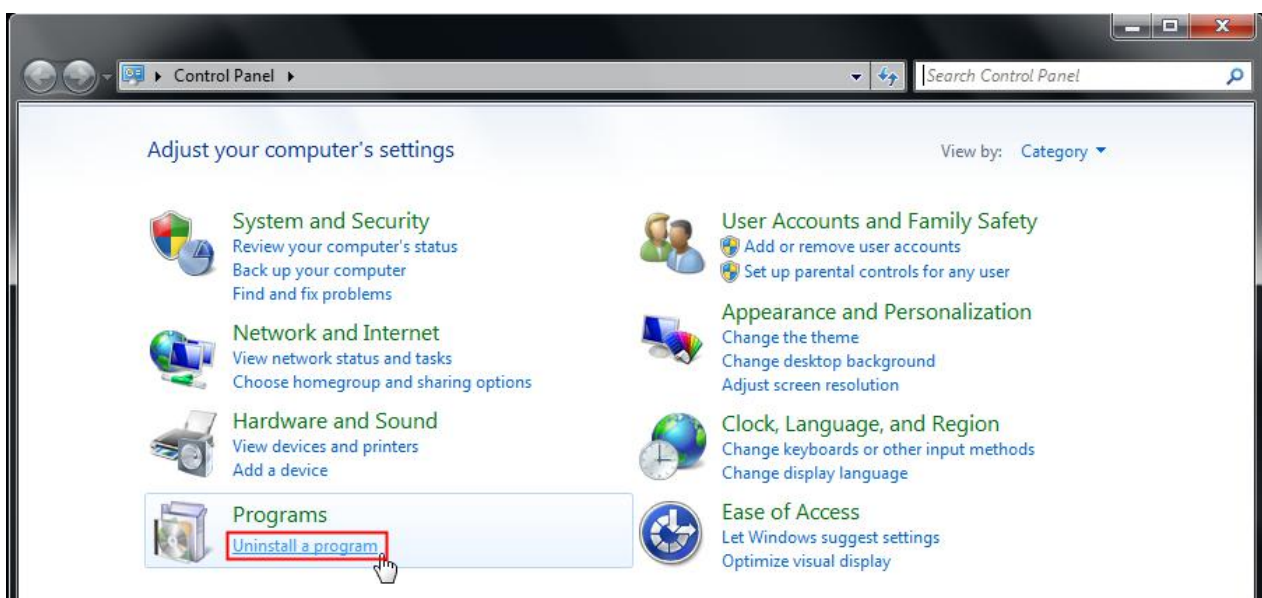 Control Panel
Search Control Panel
Adjust your computer's settings
View by: Category
System and Security
Review your computer's status
Back up your computer
Find and fix problems
Network and Internet
View network status and tasks
Choose homegroup and sharing options
Hardware and Sound
View devices and printers
Add a device
Programs
Uninstall a program
User Accounts and Family Safety
Add or remove user accounts
Set up parental controls for any user
Appearance and Personalization
Change the theme
Change desktop background
Adjust screen resolution
Clock, Language, and Region
Change keyboards or other input methods
Change display language
Ease of Access
Let Windows suggest settings
Optimize visual display